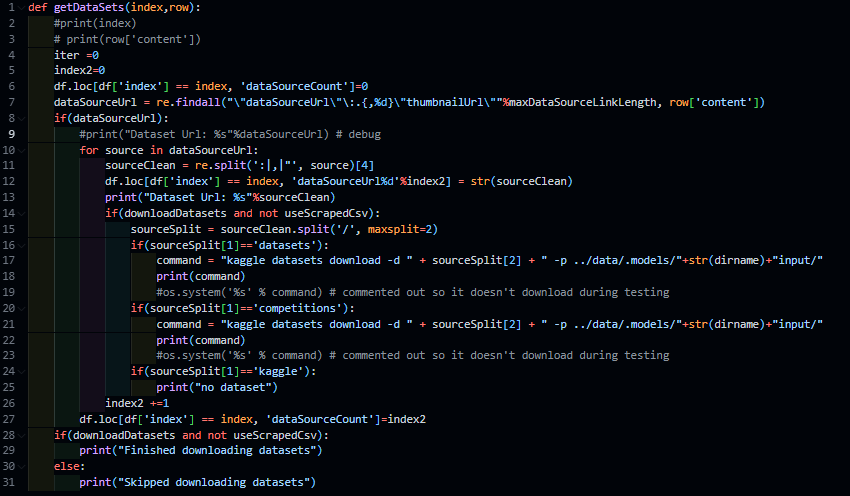 1 def getDataSets(index,row):
2     #print(index)
3     # print(row['content'])
4     iter =0
5     index2=0
6     df.loc[df['index'] == index, 'dataSourceCount']=0
7     dataSourceUrl = re.findall("\"dataSourceUrl\"\:.{,%d}\"thumbnailUrl\""%maxDataSourceLinkLength, row['content'])
8     if(dataSourceUrl):
9         #print("Dataset Url: %s"%dataSourceUrl) # debug
10         for source in dataSourceUrl:
11             sourceClean = re.split(':|,|"', source)[4]
12             df.loc[df['index'] == index, 'dataSourceUrl%d'%index2] = str(sourceClean)
13             print("Dataset Url: %s"%sourceClean)
14             if(downloadDatasets and not useScrapedCsv):
15                 sourceSplit = sourceClean.split('/', maxsplit=2)
16                 if(sourceSplit[1]=='datasets'):
17                     command = "kaggle datasets download -d " + sourceSplit[2] + " -p ../data/.models/"+str(dirname)+"input/"
18                     print(command)
19                     #os.system('%s' % command) # commented out so it doesn't download during testing
20                 if(sourceSplit[1]=='competitions'):
21                     command = "kaggle datasets download -d " + sourceSplit[2] + " -p ../data/.models/"+str(dirname)+"input/"
22                     print(command)
23                     #os.system('%s' % command) # commented out so it doesn't download during testing
24                 if(sourceSplit[1]=='kaggle'):
25                     print("no dataset")
26             index2 +=1
27         df.loc[df['index'] == index, 'dataSourceCount']=index2
28     if(downloadDatasets and not useScrapedCsv):
29         print("Finished downloading datasets")
30     else:
31         print("Skipped downloading datasets")